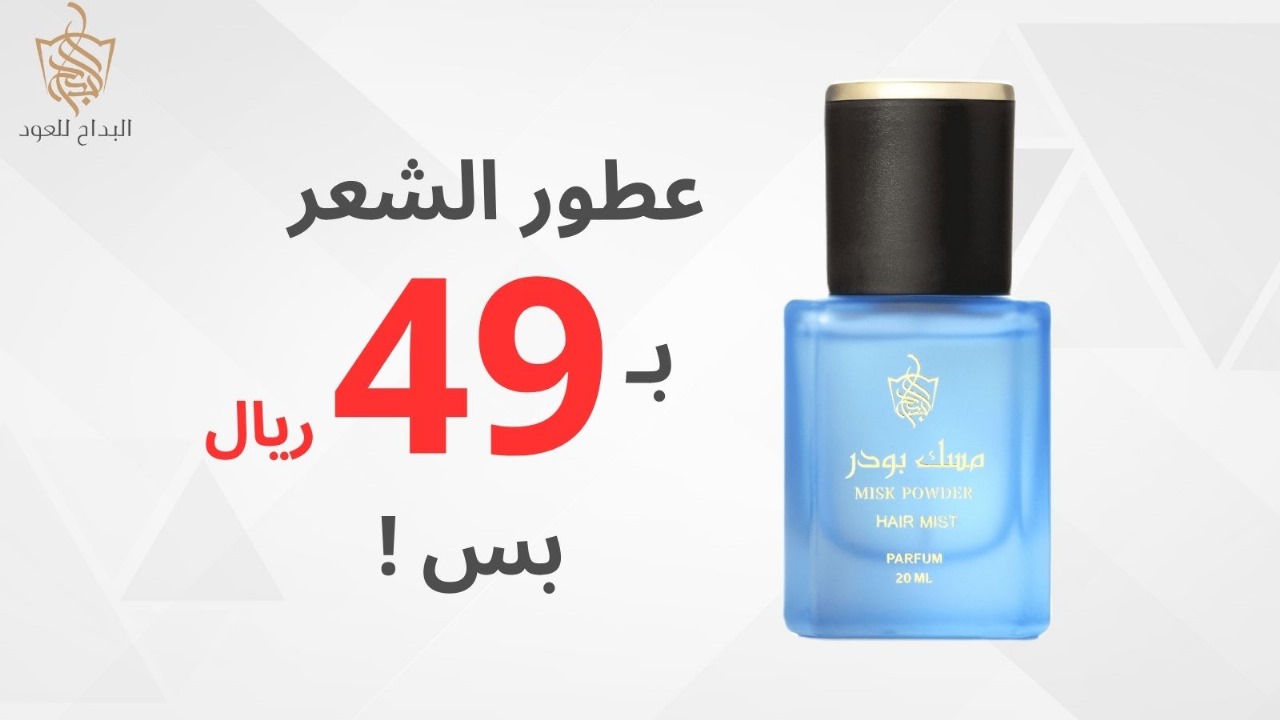 البداح للعود
عطور الشعر
بـ 49 ريال
بس !
مسك بودر
MISK POWDER
HAIR MIST
PARFUM
20 ML